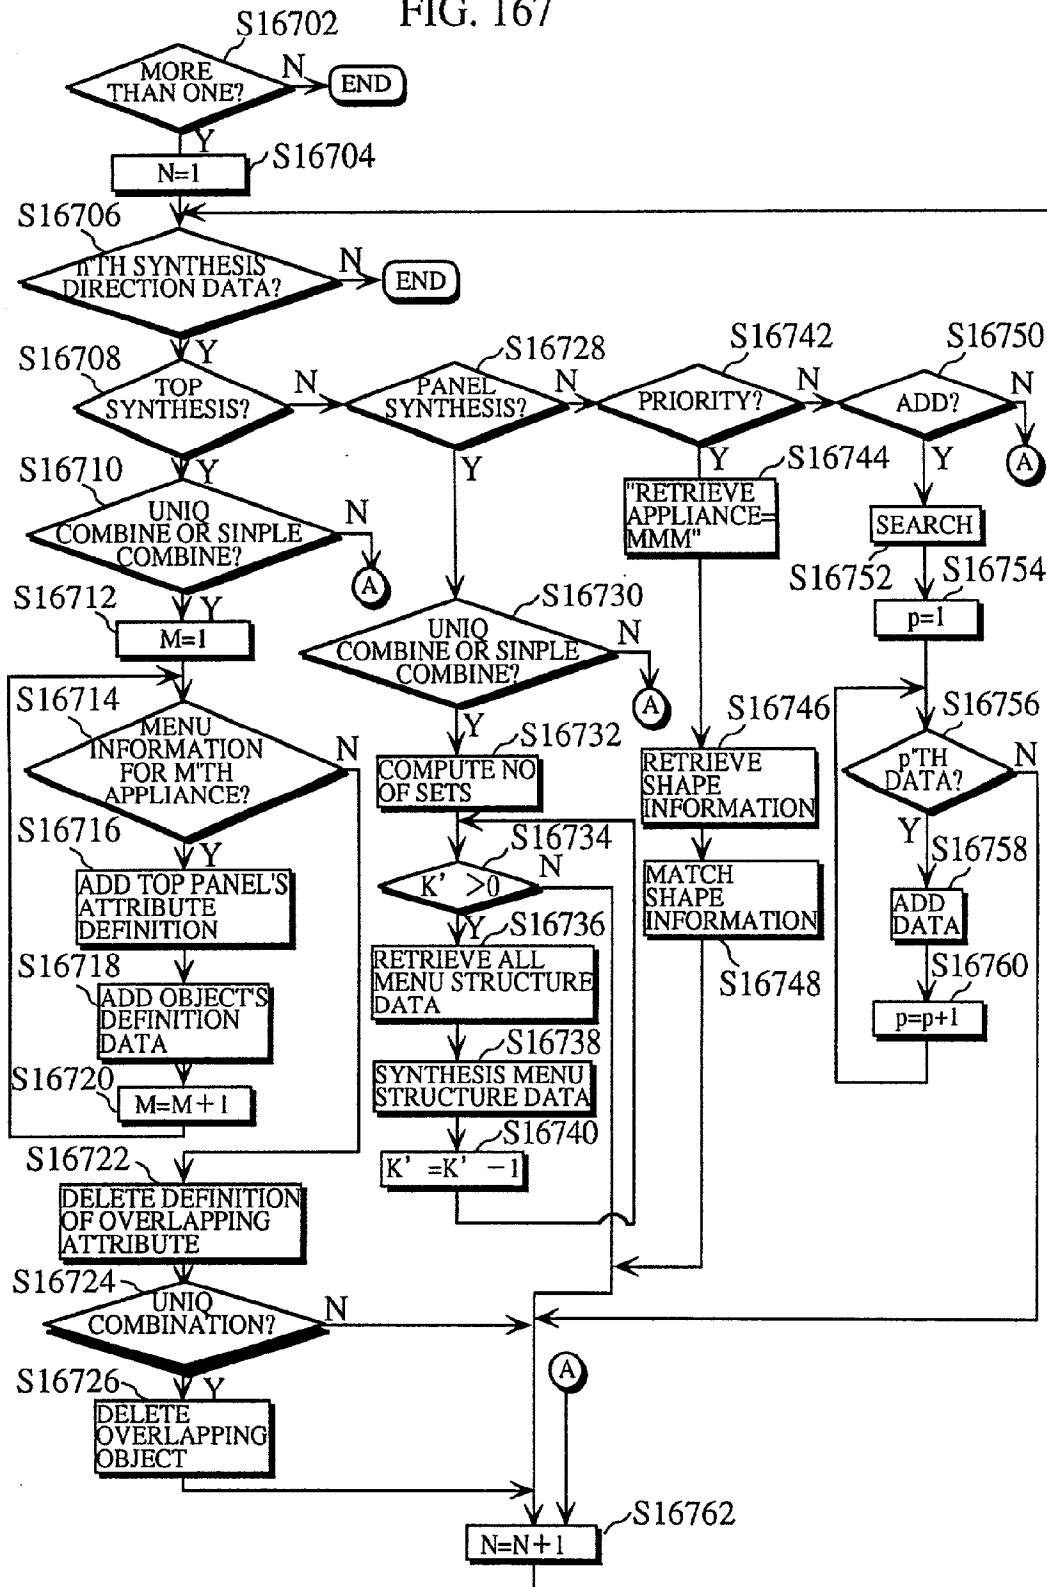 FIG. 167
S16702
MORE
THAN ONE?
N
END
Y
S16704
N=1
S16706
n'TH SYNTHESIS
DIRECTION DATA?
N
END
Y
S16708
TOP
SYNTHESIS?
N
S16728
PANEL
SYNTHESIS?
N
S16742
PRIORITY?
N
S16750
ADD?
N
A
Y
S16710
UNIQ
COMBINE OR SINPLE
COMBINE?
N
A
Y
S16712
M=1
S16714
MENU
INFORMATION
FOR M'TH
APPLIANCE?
N
S16716
Y
ADD TOP PANEL'S
ATTRIBUTE
DEFINITION
S16718
ADD OBJECT'S
DEFINITION
DATA
S16720
M=M+1
S16722
DELETE DEFINITION
OF OVERLAPPING
ATTRIBUTE
S16724
UNIQ
COMBINATION?
N
S16726
Y
DELETE
OVERLAPPING
OBJECT
Y
S16730
UNIQ
COMBINE OR SINPLE
COMBINE?
N
A
Y
S16732
COMPUTE NO
OF SETS
S16734
K' >0
N
Y
S16736
RETRIEVE ALL
MENU STRUCTURE
DATA
S16738
SYNTHESIS MENU
STRUCTURE DATA
S16740
K' =K' -1
Y
S16744
"RETRIEVE
APPLIANCE=
MMM"
S16746
RETRIEVE
SHAPE
INFORMATION
MATCH
SHAPE
INFORMATION
S16748
Y
SEARCH
S16752
S16754
p=1
S16756
p'TH
DATA?
N
Y
S16758
ADD
DATA
S16760
p=p+1
A
S16762
N=N+1